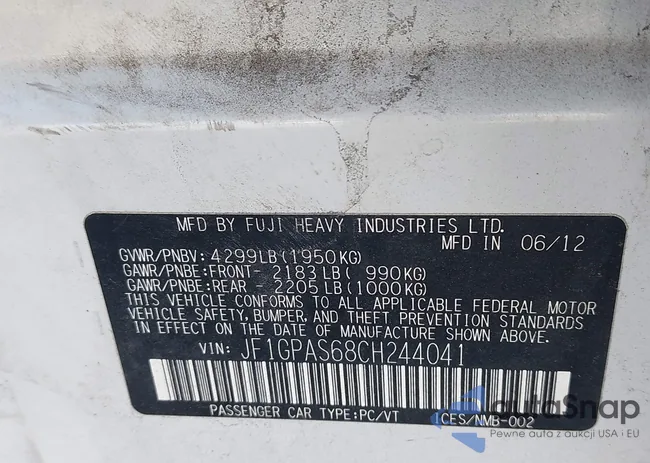 MFD BY FUJI HEAVY INDUSTRIES LTD.
MFD IN 06/12
GVWR/PNBV: 4299LB(1950KG)
GAWR/PNBE:FRONT- 2183LB( 990KG)
GAWR/PNBE:REAR - 2205LB(1000KG)
THIS VEHICLE CONFORMS TO ALL APPLICABLE FEDERAL MOTOR
VEHICLE SAFETY, BUMPER, AND THEFT PREVENTION STANDARDS
IN EFFECT ON THE DATE OF MANUFACTURE SHOWN ABOVE.
VIN: JF1GPAS68CH244041
PASSENGER CAR TYPE:PC/VT ICES/NMB-002
autoSnap
Pewne auta z aukcji USA i EU